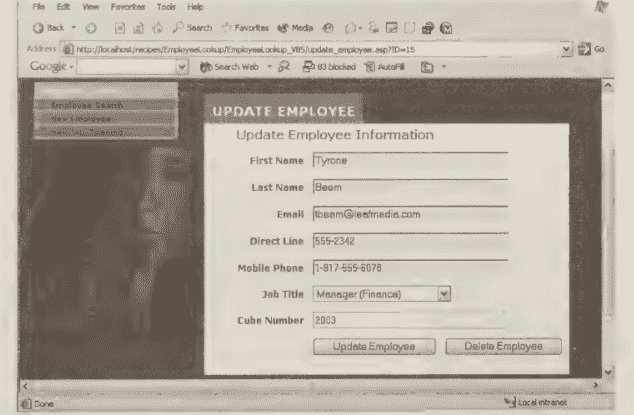 File Edit View Favorites Tools Help
Back Search Favorites Media
Address http://localhost/recipes/EmployeeLookup/EmployeeLookup_VBS/update_employee.asp?ID=15 Go
Google Search Web 83 blocked AutoFill
Employee Search
New Employee
UPDATE EMPLOYEE
Update Employee Information
First Name Tyrone
Last Name Beem
Email tbeem@leafmedia.com
Direct Line 555-2342
Mobile Phone 1-917-555-6078
Job Title Manager (Finance)
Cube Number 2003
Update Employee Delete Employee
Done Local intranet